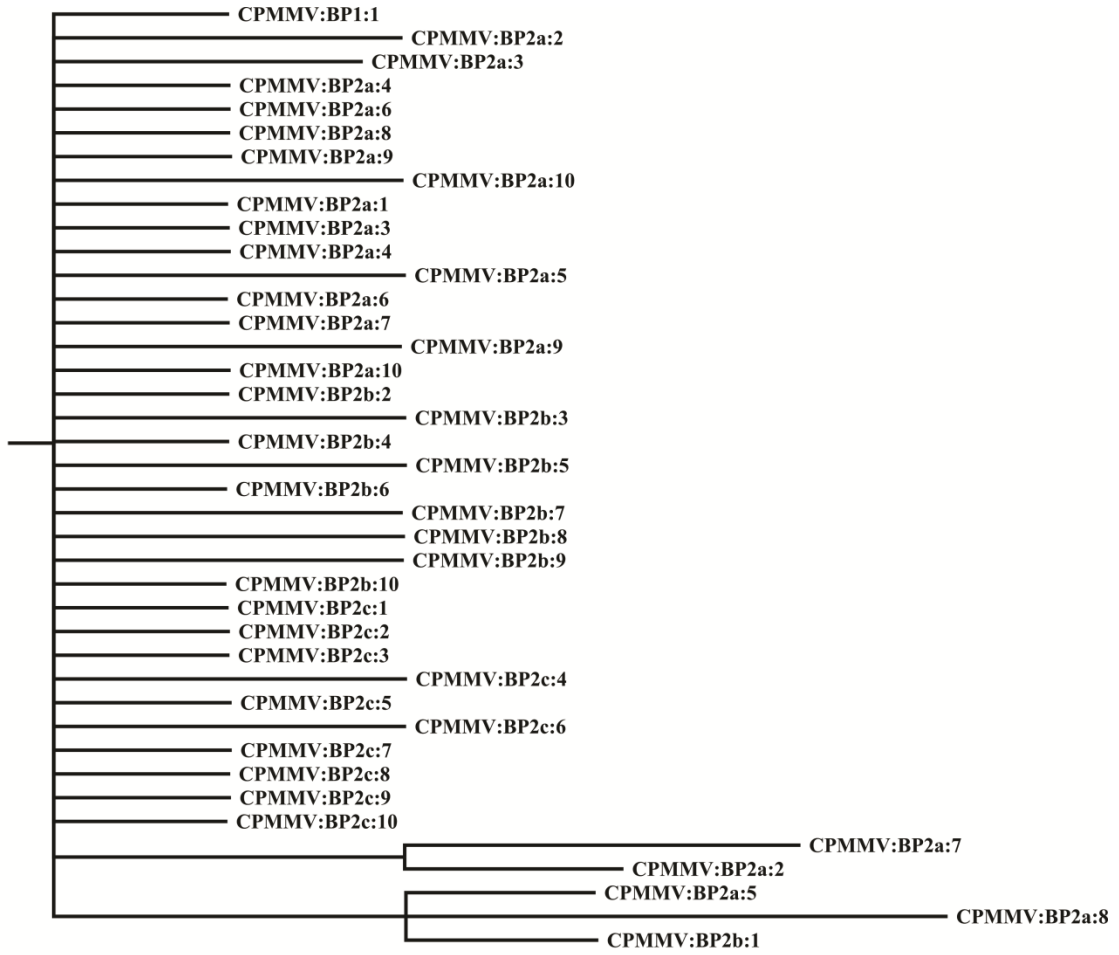 CPMMV:BP1:1
CPMMV:BP2a:2
CPMMV:BP2a:3
CPMMV:BP2a:4
CPMMV:BP2a:6
CPMMV:BP2a:8
CPMMV:BP2a:9
CPMMV:BP2a:10
CPMMV:BP2a:1
CPMMV:BP2a:3
CPMMV:BP2a:4
CPMMV:BP2a:5
CPMMV:BP2a:6
CPMMV:BP2a:7
CPMMV:BP2a:9
CPMMV:BP2a:10
CPMMV:BP2b:2
CPMMV:BP2b:3
CPMMV:BP2b:4
CPMMV:BP2b:5
CPMMV:BP2b:6
CPMMV:BP2b:7
CPMMV:BP2b:8
CPMMV:BP2b:9
CPMMV:BP2b:10
CPMMV:BP2c:1
CPMMV:BP2c:2
CPMMV:BP2c:3
CPMMV:BP2c:4
CPMMV:BP2c:5
CPMMV:BP2c:6
CPMMV:BP2c:7
CPMMV:BP2c:8
CPMMV:BP2c:9
CPMMV:BP2c:10
CPMMV:BP2a:7
CPMMV:BP2a:2
CPMMV:BP2a:5
CPMMV:BP2a:8
CPMMV:BP2b:1